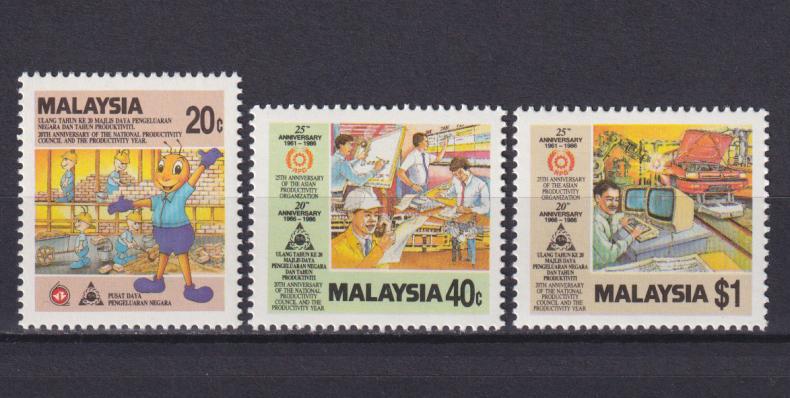 MALAYSIA
20c
ULANG TAHUN KE 20 MAJLIS DAYA PENGELUARAN
NEGARA DAN TAHUN PRODUKTIVITI.
20TH ANNIVERSARY OF THE NATIONAL PRODUCTIVITY
COUNCIL AND THE PRODUCTIVITY YEAR.
PUSAT DAYA
PENGELUARAN NEGARA
25TH
ANNIVERSARY
1961-1986
25TH ANNIVERSARY
OF THE ASIAN
PRODUCTIVITY
ORGANIZATION
20TH
ANNIVERSARY
1966-1986
ULANG TAHUN KE 20
MAJLIS DAYA
PENGELUARAN NEGARA
DAN TAHUN
PRODUKTIVITI.
20TH ANNIVERSARY
OF THE NATIONAL
PRODUCTIVITY
COUNCIL AND THE
PRODUCTIVITY YEAR
MALAYSIA 40c
25TH
ANNIVERSARY
1961-1986
25TH ANNIVERSARY
OF THE ASIAN
PRODUCTIVITY
ORGANIZATION
20TH
ANNIVERSARY
1966-1986
ULANG TAHUN KE 20
MAJLIS DAYA
PENGELUARAN NEGARA
DAN TAHUN
PRODUKTIVITI.
20TH ANNIVERSARY
OF THE NATIONAL
PRODUCTIVITY
COUNCIL AND THE
PRODUCTIVITY YEAR
MALAYSIA $1